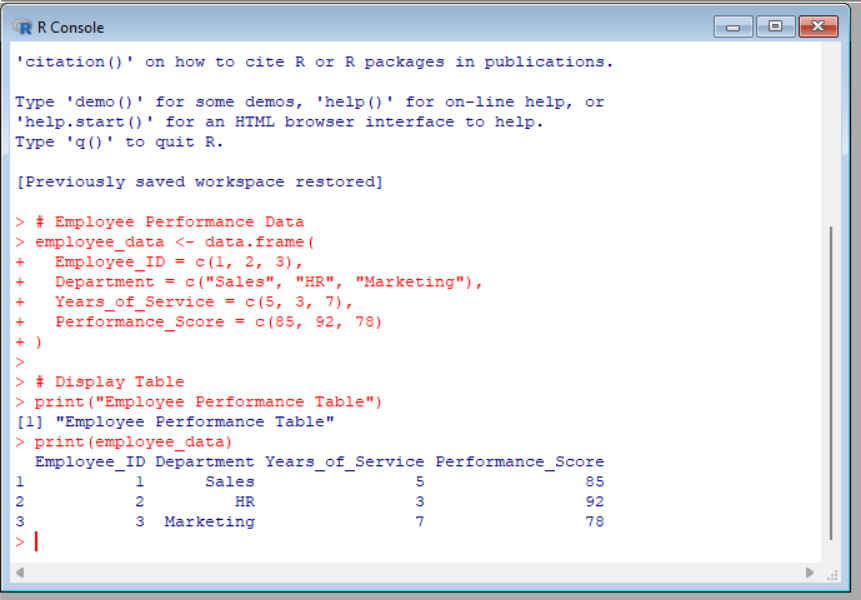 R Console
'citation()' on how to cite R or R packages in publications.
Type 'demo()' for some demos, 'help()' for on-line help, or
'help.start()' for an HTML browser interface to help.
Type 'q()' to quit R.
[Previously saved workspace restored]
> # Employee Performance Data
> employee_data <- data.frame(
+   Employee_ID = c(1, 2, 3),
+   Department = c("Sales", "HR", "Marketing"),
+   Years_of_Service = c(5, 3, 7),
+   Performance_Score = c(85, 92, 78)
+ )
>
> # Display Table
> print("Employee Performance Table")
[1] "Employee Performance Table"
> print(employee_data)
  Employee_ID Department Years_of_Service Performance_Score
1           1      Sales                5                85
2           2         HR                3                92
3           3  Marketing                7                78
>